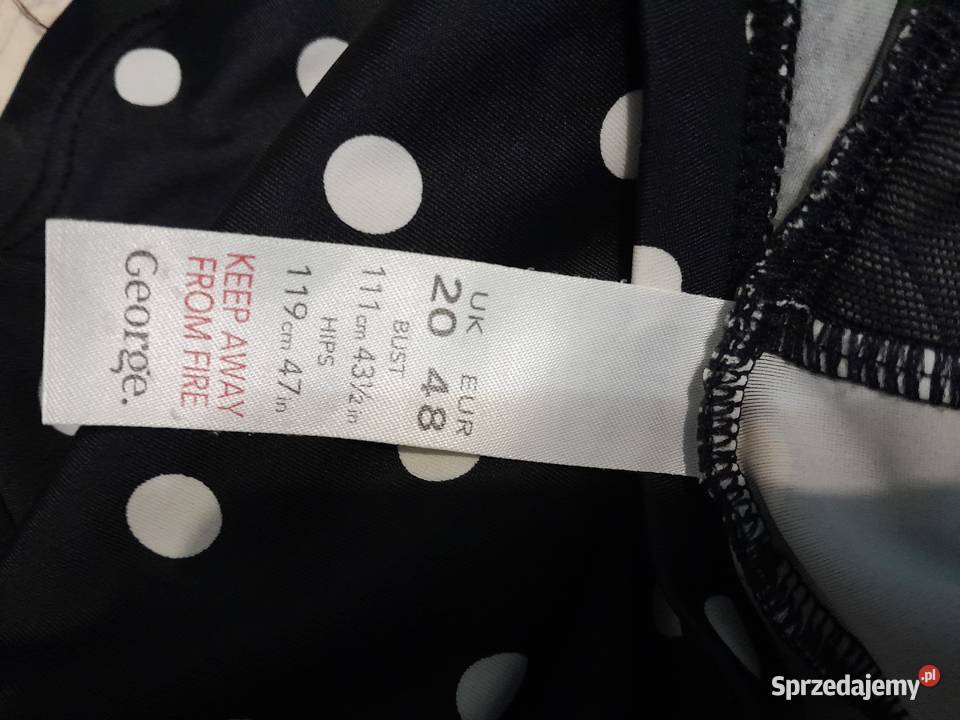 UK EUR
20 48
BUST
111cm 43½in
HIPS
119cm 47in
KEEP AWAY
FROM FIRE
George.
Sprzedajemy.pl